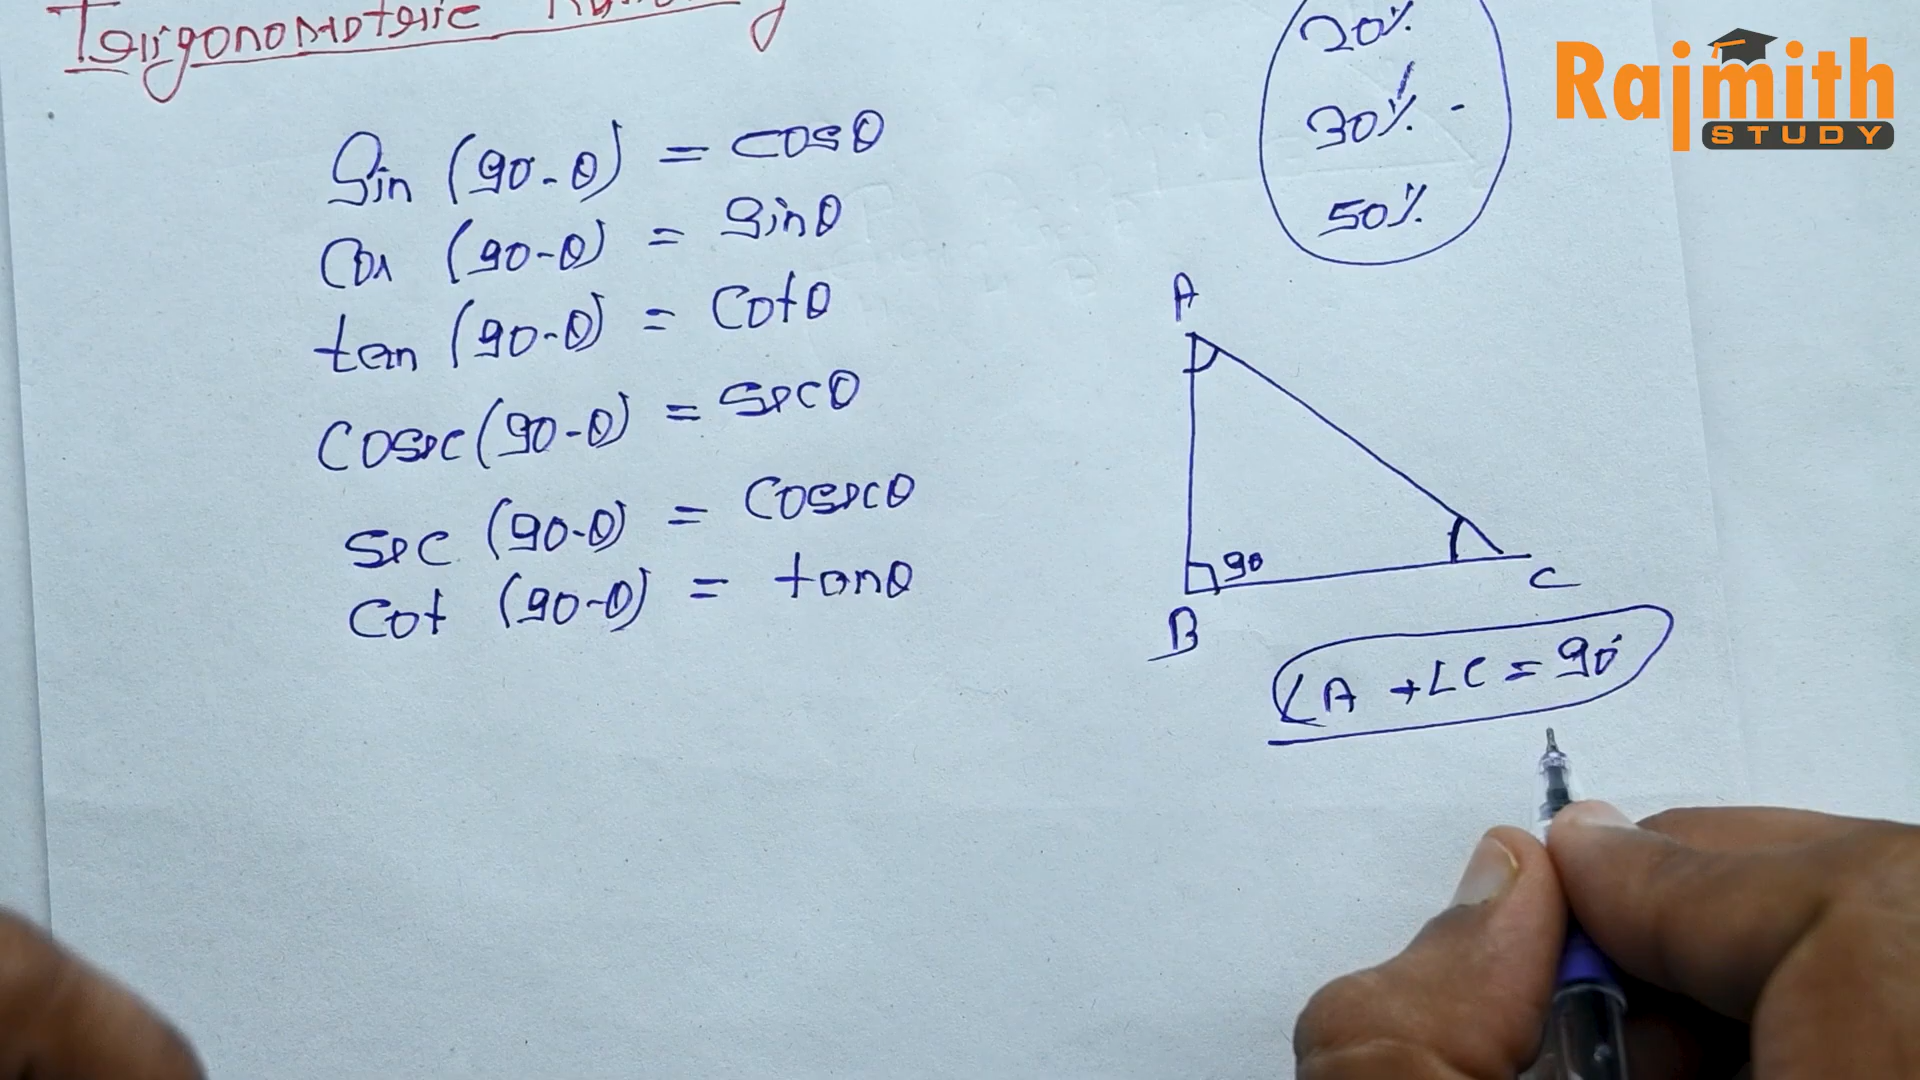 Trigonometric
Sin (90-θ) = cosθ
Cos (90-θ) = Sinθ
tan (90-θ) = Cotθ
Cosec (90-θ) = Secθ
Sec (90-θ) = Cosecθ
Cot (90-θ) = tanθ
20%
30% -
50%
A
90
B
C
∠A + ∠C = 90°
Rajmith
STUDY